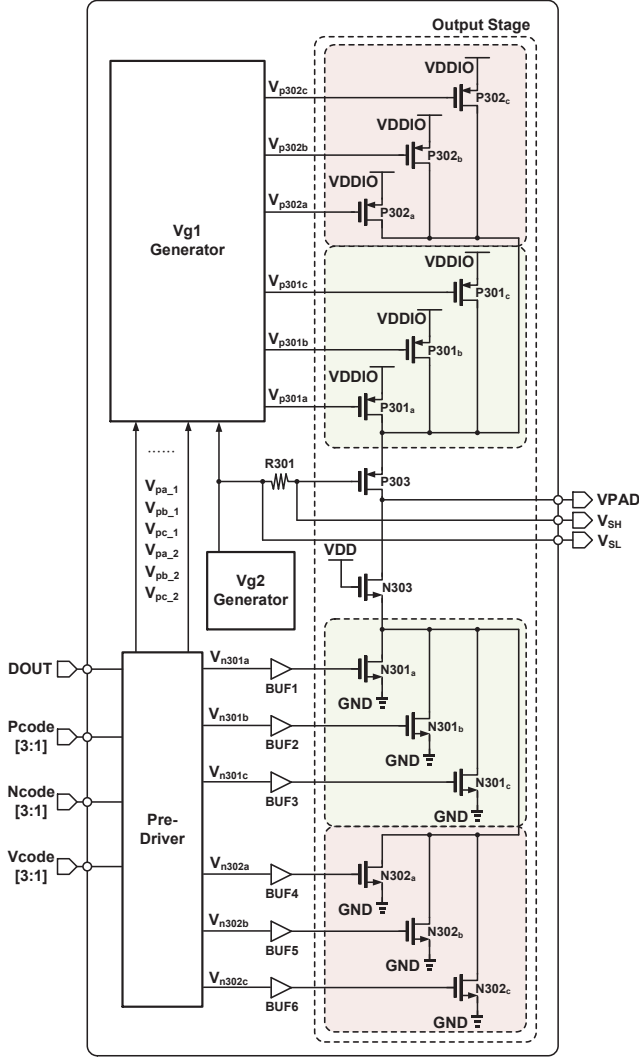 Output Stage
VDDIO
Vp302c
P302c
VDDIO
Vp302b
P302b
VDDIO
Vp302a
P302a
Vg1
Generator
VDDIO
Vp301c
P301c
VDDIO
Vp301b
P301b
VDDIO
Vp301a
P301a
......
R301
P303
Vpa_1
Vpb_1
Vpc_1
Vpa_2
Vpb_2
Vpc_2
VPAD
VSH
VSL
Vg2
Generator
VDD
N303
DOUT
Vn301a
BUF1
N301a
GND
Pcode
[3:1]
Vn301b
BUF2
N301b
GND
Ncode
[3:1]
Vn301c
BUF3
N301c
GND
Pre-
Driver
Vcode
[3:1]
Vn302a
BUF4
N302a
GND
Vn302b
BUF5
N302b
GND
Vn302c
BUF6
N302c
GND